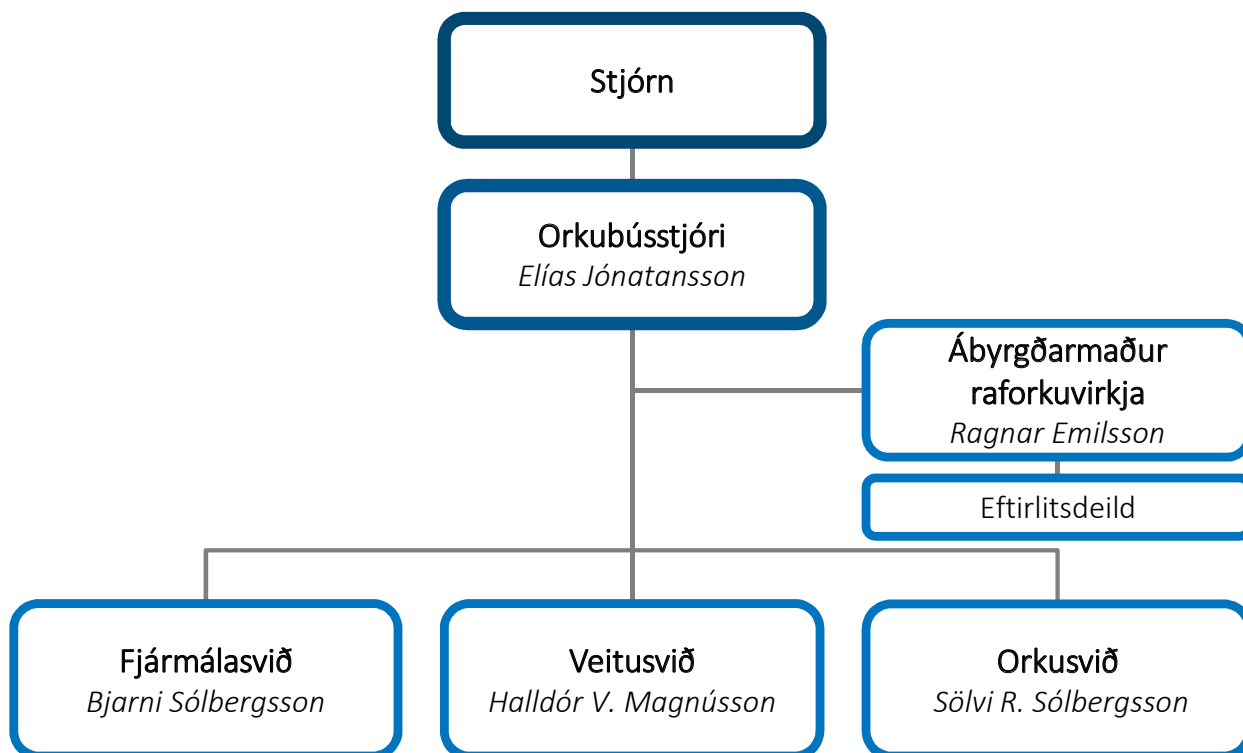 Stjórn
Orkubússtjóri
Elías Jónatansson
Ábyrgðarmaður
raforkuvirkja
Ragnar Emilsson
Eftirlitsdeild
Fjármálasvið
Bjarni Sólbergsson
Veitusvið
Halldór V. Magnússon
Orkusvið
Sölvi R. Sólbergsson